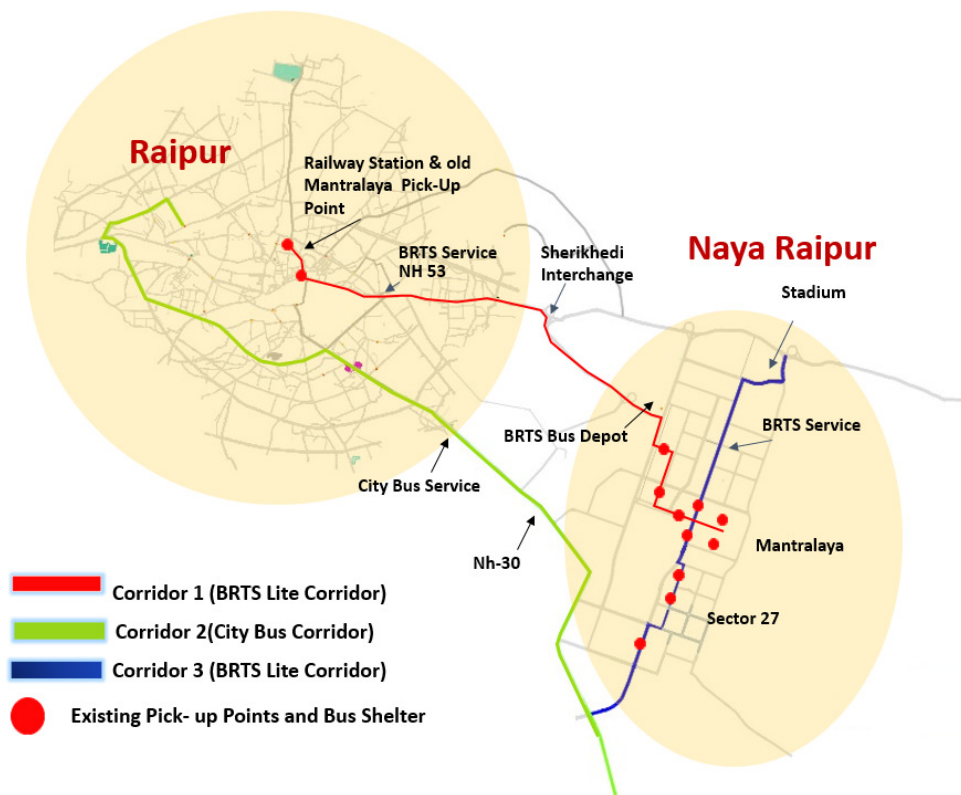 Raipur
Railway Station & old
Mantralaya Pick-Up
Point
BRTS Service
NH 53
Sherikhedi
Interchange
Naya Raipur
Stadium
BRTS Bus Depot
BRTS Service
City Bus Service
Nh-30
Mantralaya
Sector 27
Corridor 1 (BRTS Lite Corridor)
Corridor 2(City Bus Corridor)
Corridor 3 (BRTS Lite Corridor)
Existing Pick- up Points and Bus Shelter